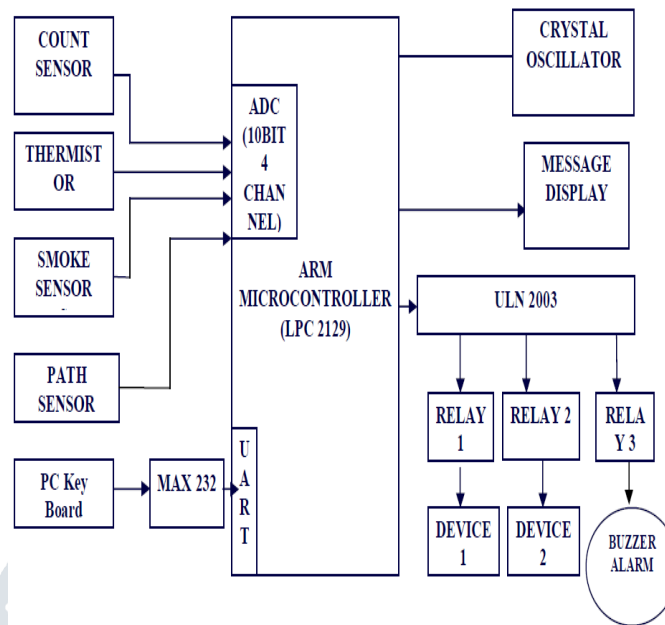 COUNT
SENSOR
THERMIST
OR
SMOKE
SENSOR
PATH
SENSOR
PC Key
Board
MAX 232
ADC
(10BIT
4
CHAN
NEL)
ARM
MICROCONTROLLER
(LPC 2129)
U
A
R
T
CRYSTAL
OSCILLATOR
MESSAGE
DISPLAY
ULN 2003
RELAY
1
RELAY 2
RELA
Y 3
DEVICE
1
DEVICE
2
BUZZER
ALARM